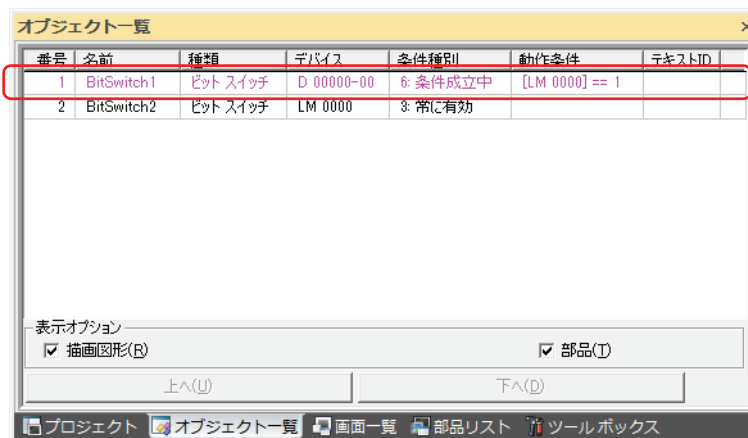 オブジェクト一覧
番号 名前 種類 デバイス 条件種別 動作条件 テキストID
1 BitSwitch1 ビット スイッチ D 00000-00 6: 条件成立中 [LM 0000] == 1
2 BitSwitch2 ビット スイッチ LM 0000 3: 常に有効
表示オプション
描画図形(R) 部品(T)
上へ(U) 下へ(D)
プロジェクト オブジェクト一覧 画面一覧 部品リスト ツールボックス